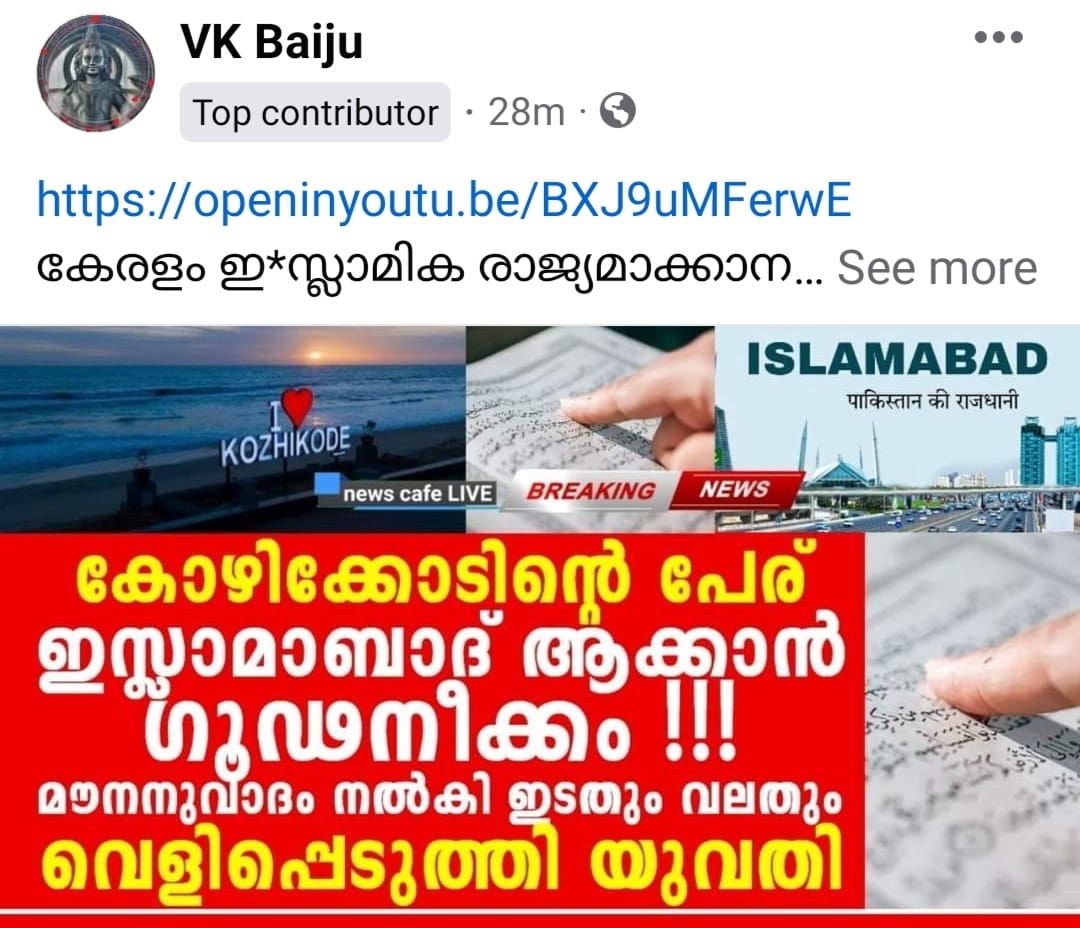 VK Baiju
Top contributor · 28m ·
https://openinyoutu.be/BXJ9uMFerwE
കേരളം ഇ*സ്ലാമിക രാജ്യമാക്കാന... See more
I
KOZHIKODE
ISLAMABAD
पाकिस्तान की राजधानी
news cafe LIVE
BREAKING NEWS
കോഴിക്കോടിന്റെ പേര്
ഇസ്ലാമാബാദ് ആക്കാൻ
ഗൂഢനീക്കം !!!
മൗനനുവാദം നൽകി ഇടതും വലതും
വെളിപ്പെടുത്തി യുവതി